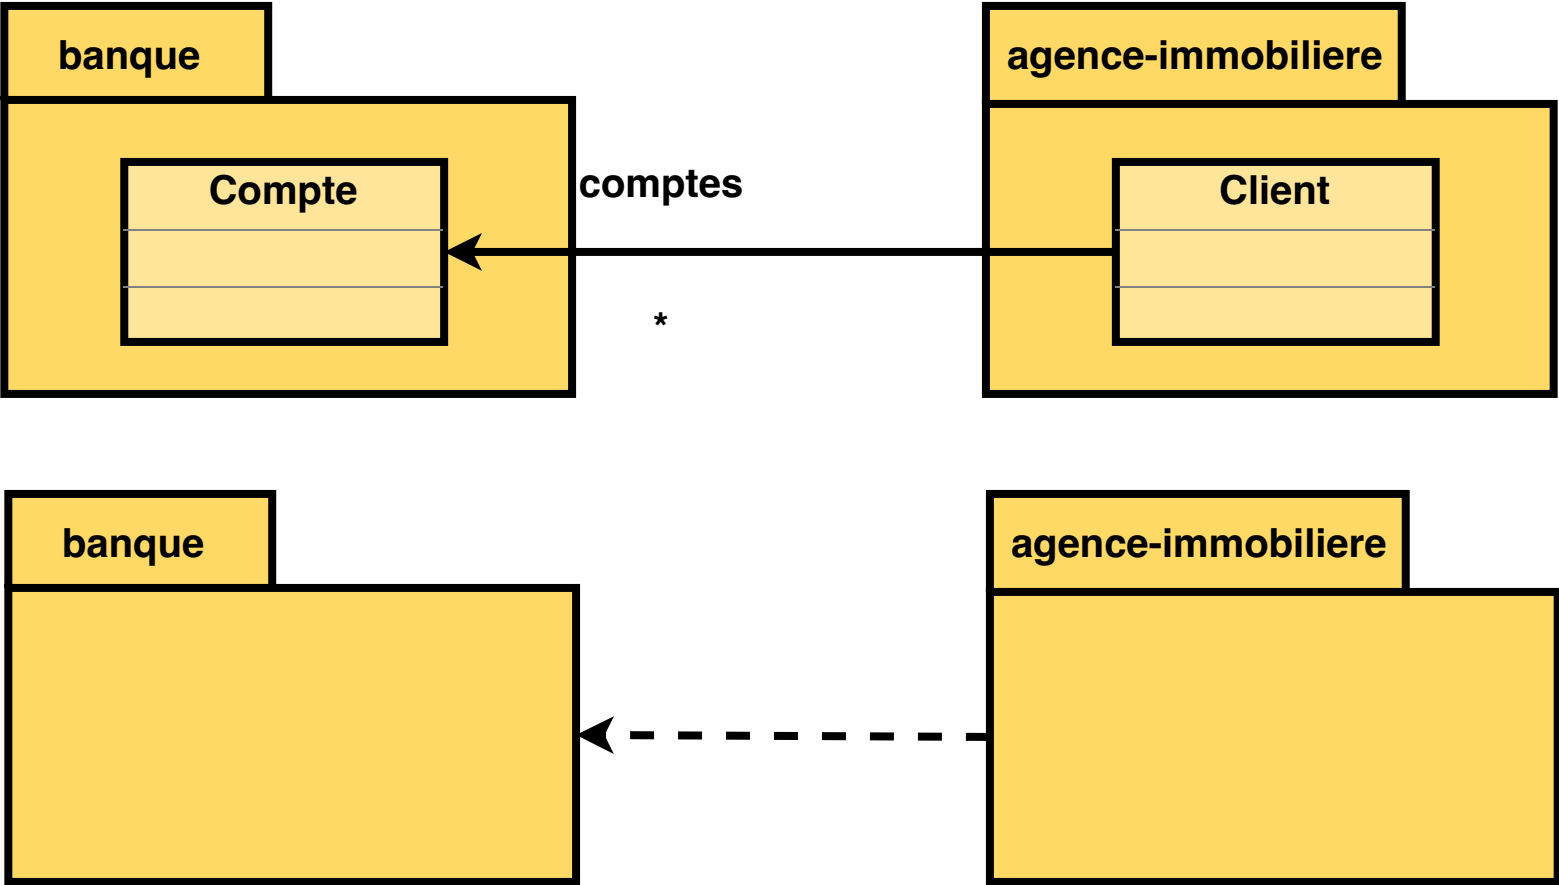 banque
agence-immobiliere
Compte
comptes
Client
*
banque
agence-immobiliere